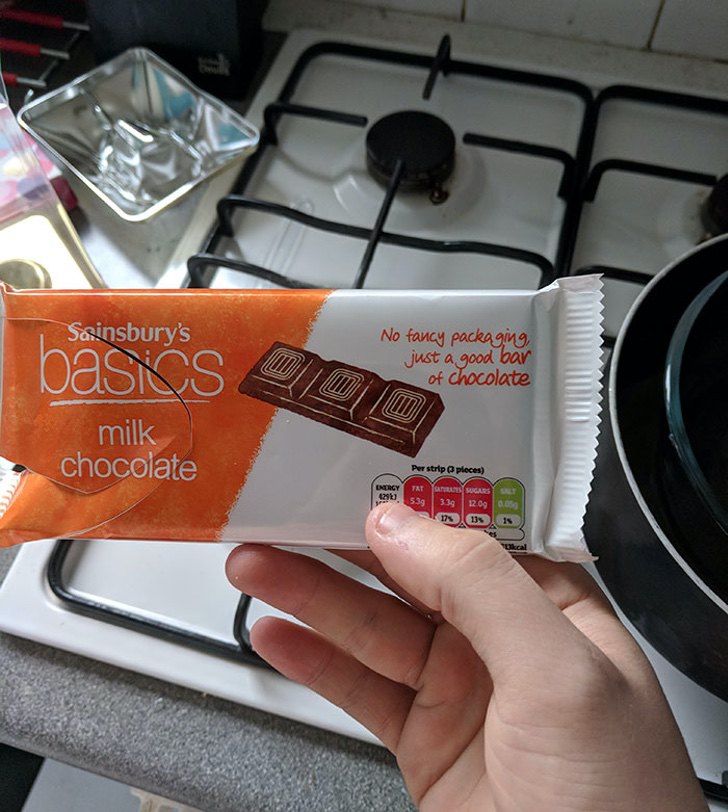 Sainsbury's
basics
milk
chocolate
No fancy packaging,
just a good bar
of chocolate
Per strip (3 pieces)
ENERGY FAT SATURATES SUGARS SALT
429kJ 5.3g 3.3g 12.0g 0.05g
17% 13% 1%